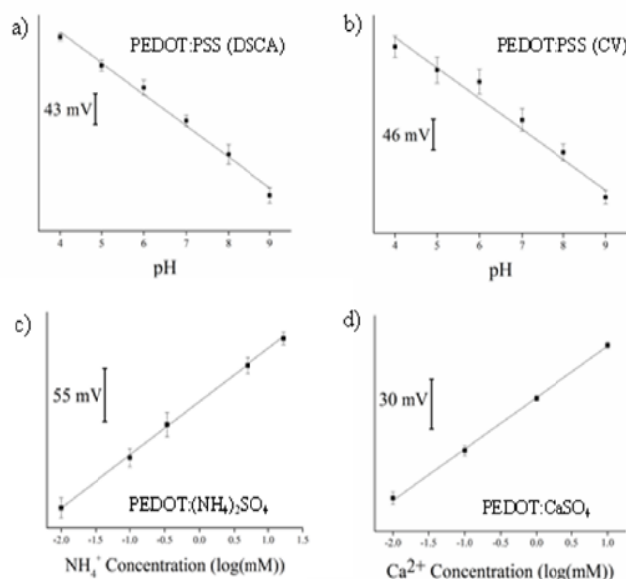 a)
PEDOT:PSS (DSCA)
43 mV
4 5 6 7 8 9
pH
b)
PEDOT:PSS (CV)
46 mV
4 5 6 7 8 9
pH
c)
55 mV
PEDOT:(NH₄)₂SO₄
-2.0 -1.5 -1.0 -0.5 0.0 0.5 1.0 1.5
NH₄⁺ Concentration (log(mM))
d)
30 mV
PEDOT:CaSO₄
-2.0 -1.5 -1.0 -0.5 0.0 0.5 1.0
Ca²⁺ Concentration (log(mM))